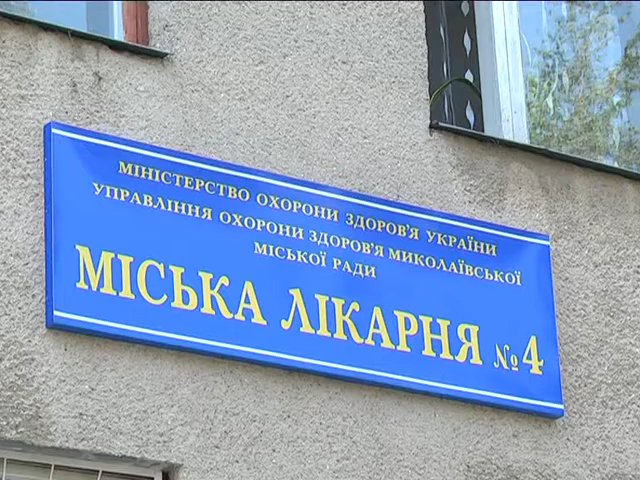 МІНІСТЕРСТВО ОХОРОНИ ЗДОРОВ'Я УКРАЇНИ
УПРАВЛІННЯ ОХОРОНИ ЗДОРОВ'Я МИКОЛАЇВСЬКОЇ
МІСЬКОЇ РАДИ
МІСЬКА ЛІКАРНЯ №4